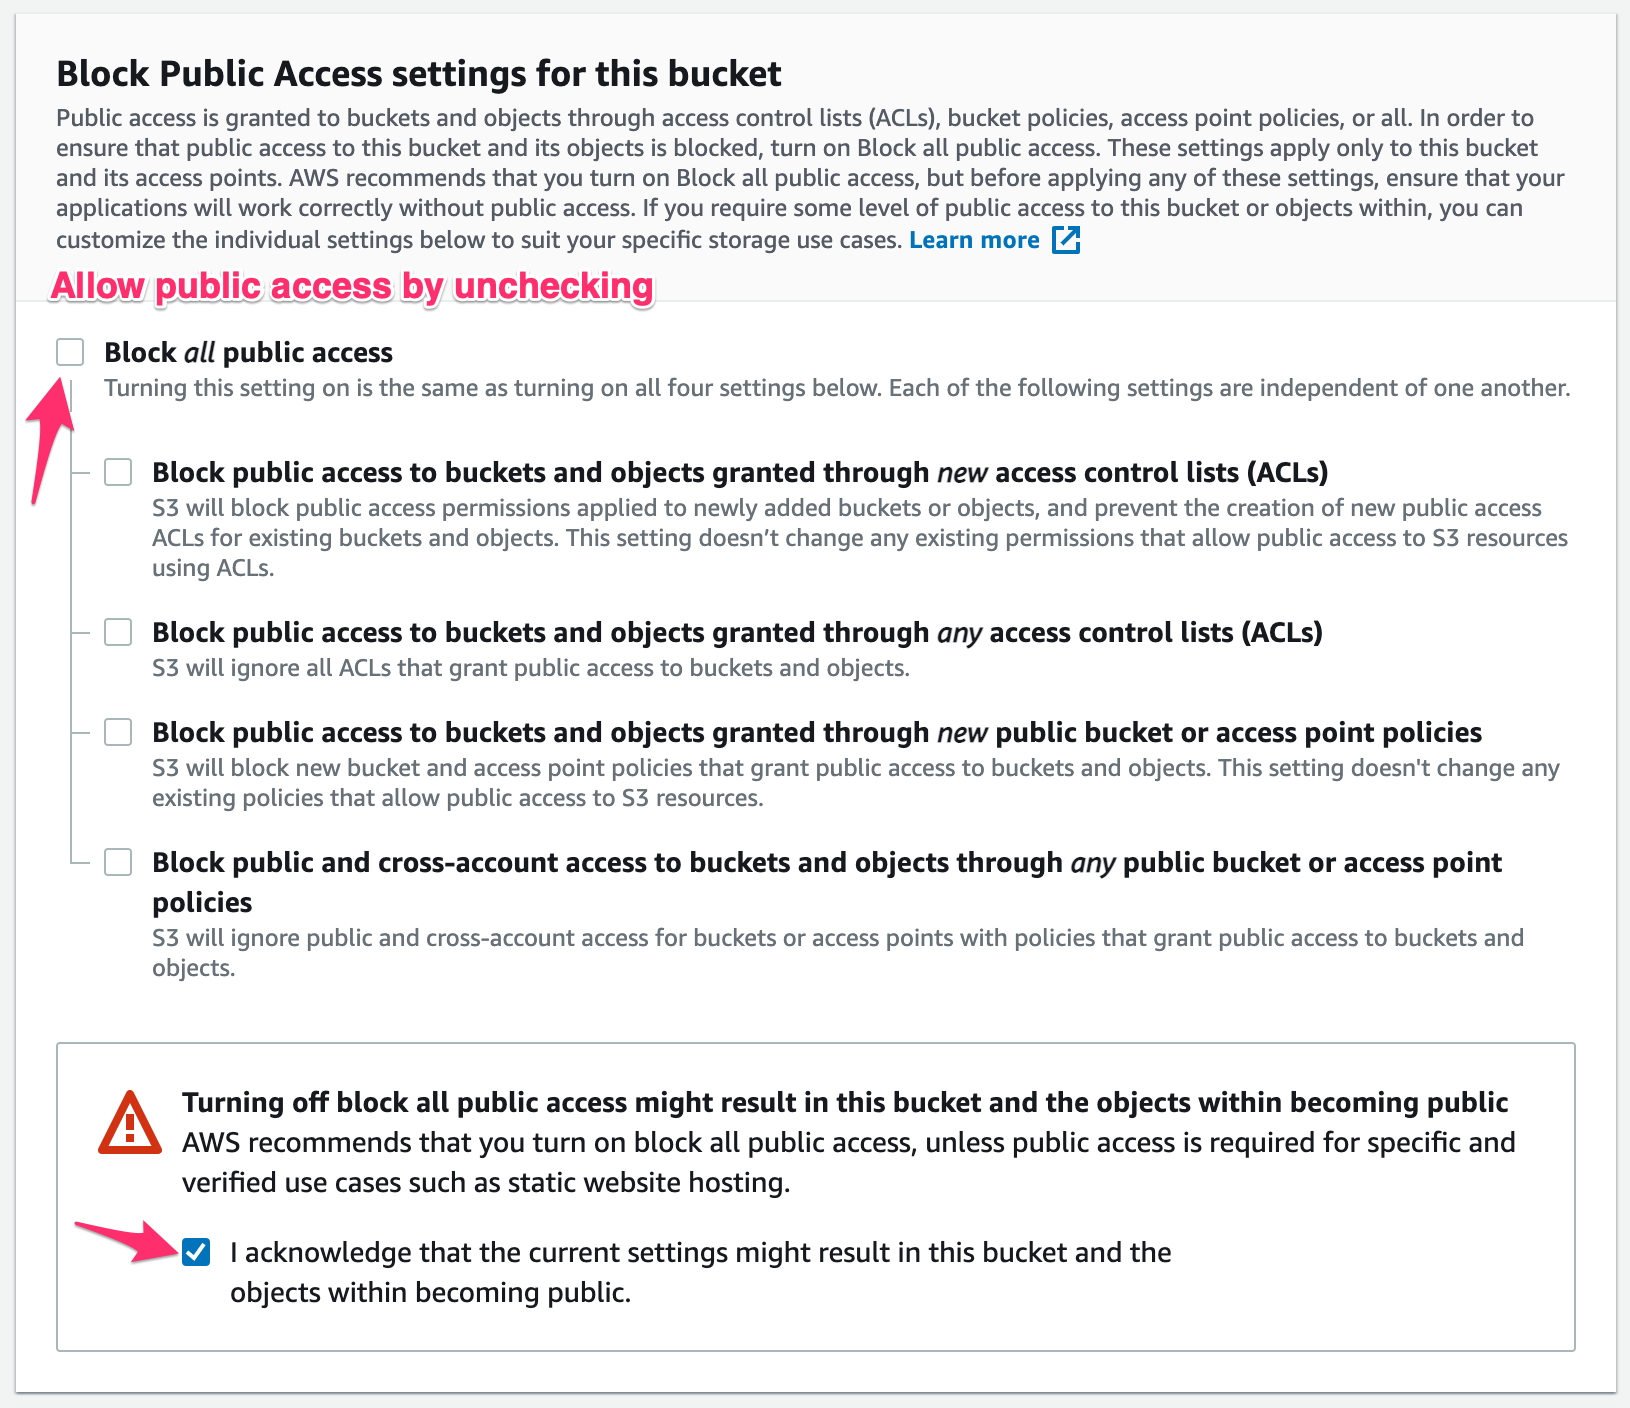 Block Public Access settings for this bucket
Public access is granted to buckets and objects through access control lists (ACLs), bucket policies, access point policies, or all. In order to
ensure that public access to this bucket and its objects is blocked, turn on Block all public access. These settings apply only to this bucket
and its access points. AWS recommends that you turn on Block all public access, but before applying any of these settings, ensure that your
applications will work correctly without public access. If you require some level of public access to this bucket or objects within, you can
customize the individual settings below to suit your specific storage use cases. Learn more
Allow public access by unchecking
Block all public access
Turning this setting on is the same as turning on all four settings below. Each of the following settings are independent of one another.
Block public access to buckets and objects granted through new access control lists (ACLs)
S3 will block public access permissions applied to newly added buckets or objects, and prevent the creation of new public access
ACLs for existing buckets and objects. This setting doesn’t change any existing permissions that allow public access to S3 resources
using ACLs.
Block public access to buckets and objects granted through any access control lists (ACLs)
S3 will ignore all ACLs that grant public access to buckets and objects.
Block public access to buckets and objects granted through new public bucket or access point policies
S3 will block new bucket and access point policies that grant public access to buckets and objects. This setting doesn't change any
existing policies that allow public access to S3 resources.
Block public and cross-account access to buckets and objects through any public bucket or access point
policies
S3 will ignore public and cross-account access for buckets or access points with policies that grant public access to buckets and
objects.
Turning off block all public access might result in this bucket and the objects within becoming public
AWS recommends that you turn on block all public access, unless public access is required for specific and
verified use cases such as static website hosting.
I acknowledge that the current settings might result in this bucket and the
objects within becoming public.